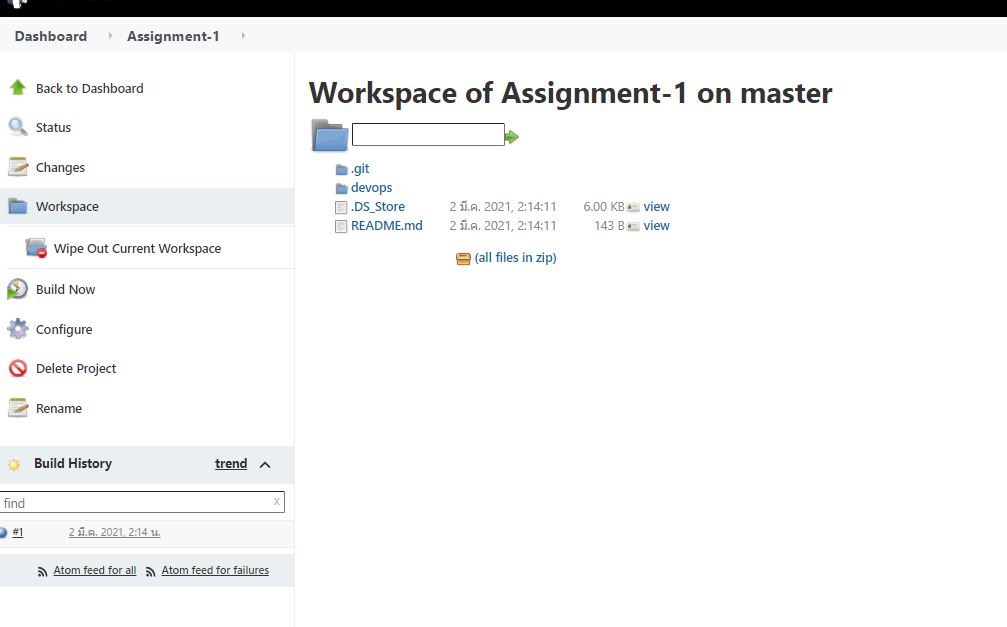 Dashboard Assignment-1
Back to Dashboard
Status
Changes
Workspace
Wipe Out Current Workspace
Build Now
Configure
Delete Project
Rename
Build History trend
find X
#1 2 มี.ค. 2021, 2:14 น.
Atom feed for all Atom feed for failures
Workspace of Assignment-1 on master
.git
devops
.DS_Store 2 มี.ค. 2021, 2:14:11 6.00 KB view
README.md 2 มี.ค. 2021, 2:14:11 143 B view
(all files in zip)